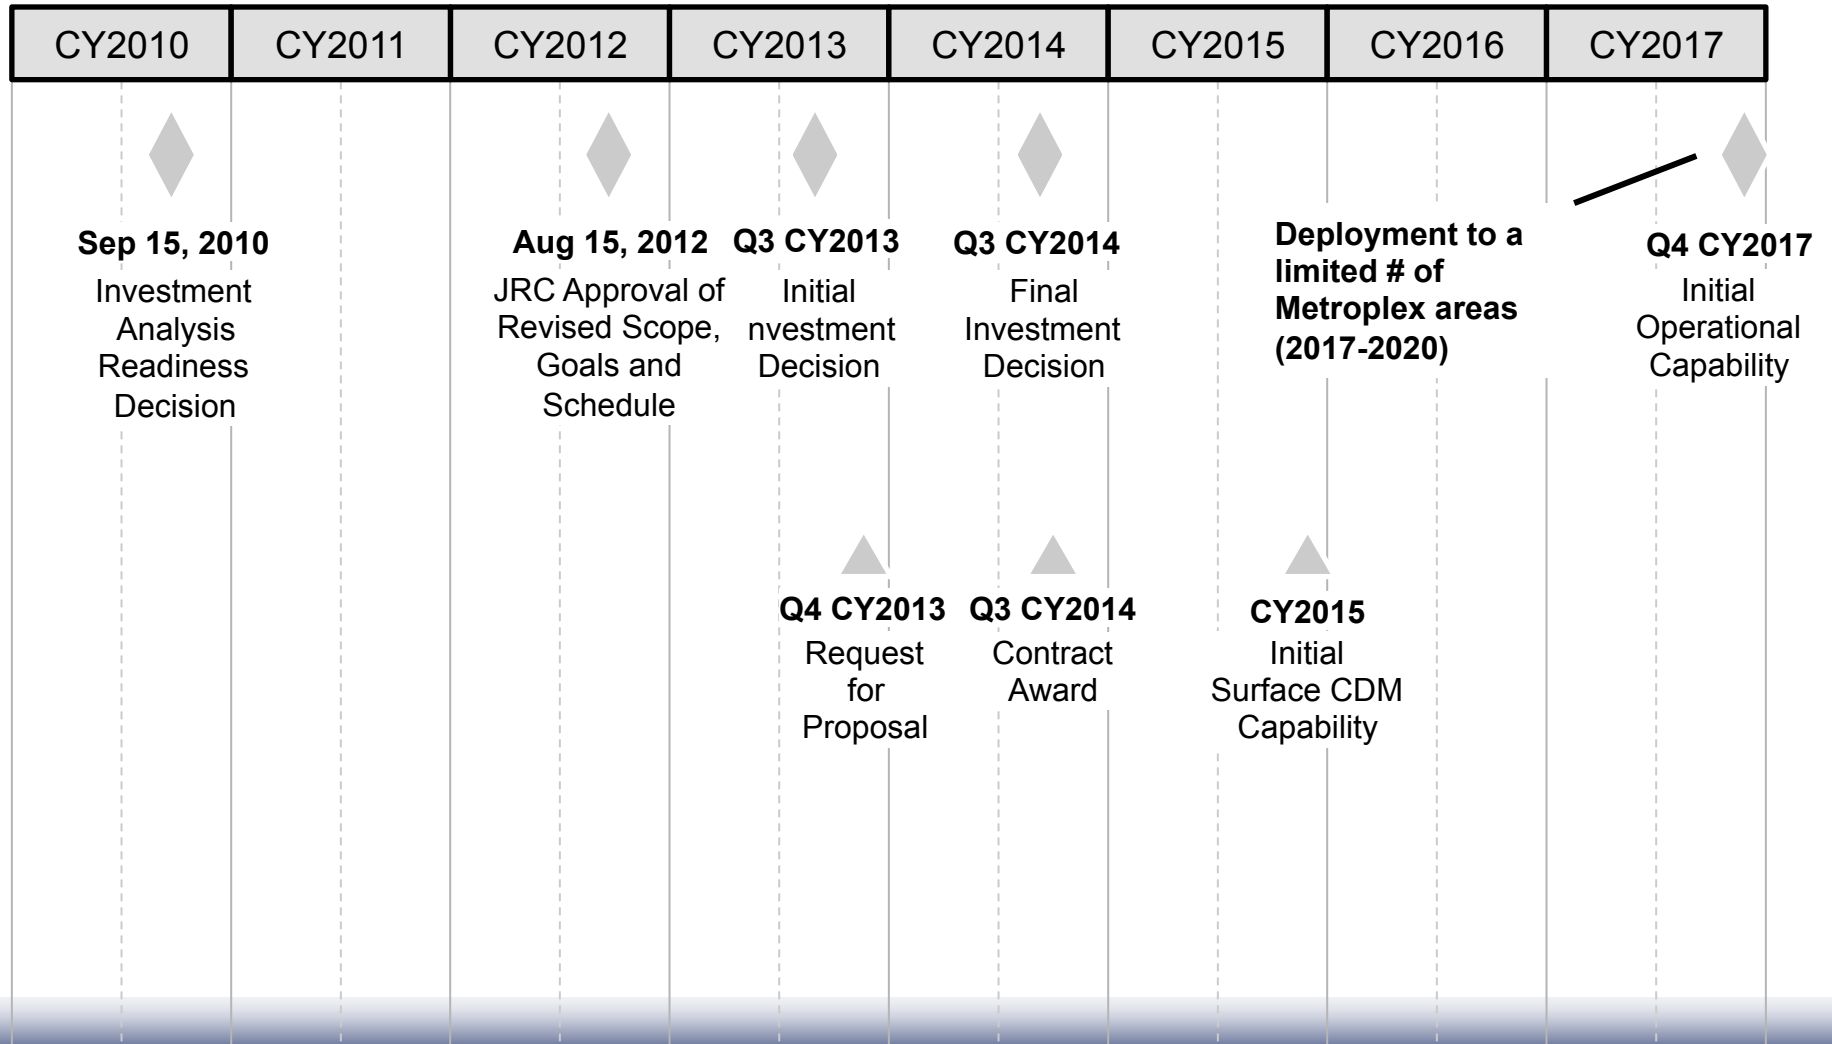 CY2010 CY2011 CY2012 CY2013 CY2014 CY2015 CY2016 CY2017
Sep 15, 2010
Investment
Analysis
Readiness
Decision
Aug 15, 2012
JRC Approval of
Revised Scope,
Goals and
Schedule
Q3 CY2013
Initial
nvestment
Decision
Q3 CY2014
Final
Investment
Decision
Deployment to a
limited # of
Metroplex areas
(2017-2020)
Q4 CY2017
Initial
Operational
Capability
Q4 CY2013
Request
for
Proposal
Q3 CY2014
Contract
Award
CY2015
Initial
Surface CDM
Capability